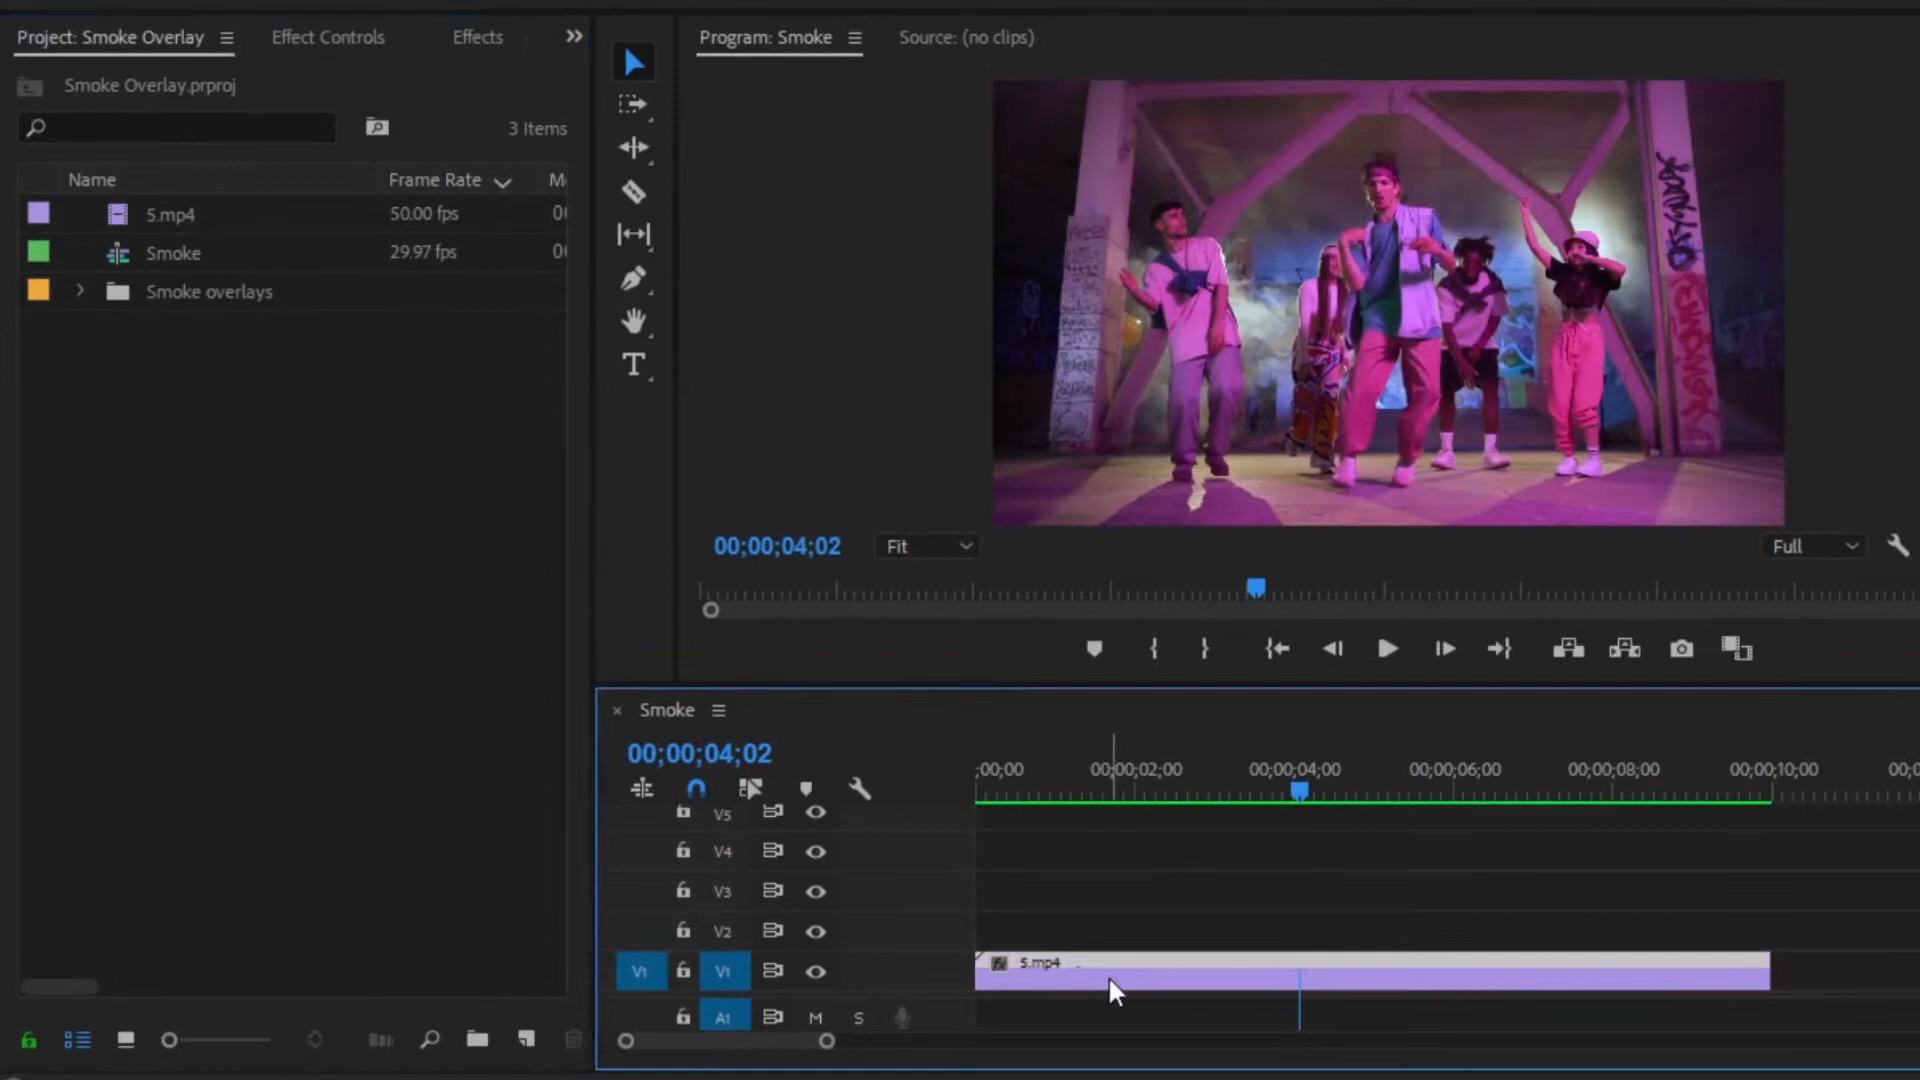 Project: Smoke Overlay
Effect Controls
Effects
Program: Smoke
Source: (no clips)
Smoke Overlay.prproj
3 Items
Name
Frame Rate
5.mp4
50.00 fps
Smoke
29.97 fps
Smoke overlays
T
00;00;04;02
Fit
Full
Smoke
00;00;04;02
;00;00
00;00;02;00
00;00;04;00
00;00;06;00
00;00;08;00
00;00;10;00
V5
V4
V3
V2
V1
V1
fx
5.mp4
A1
M
S